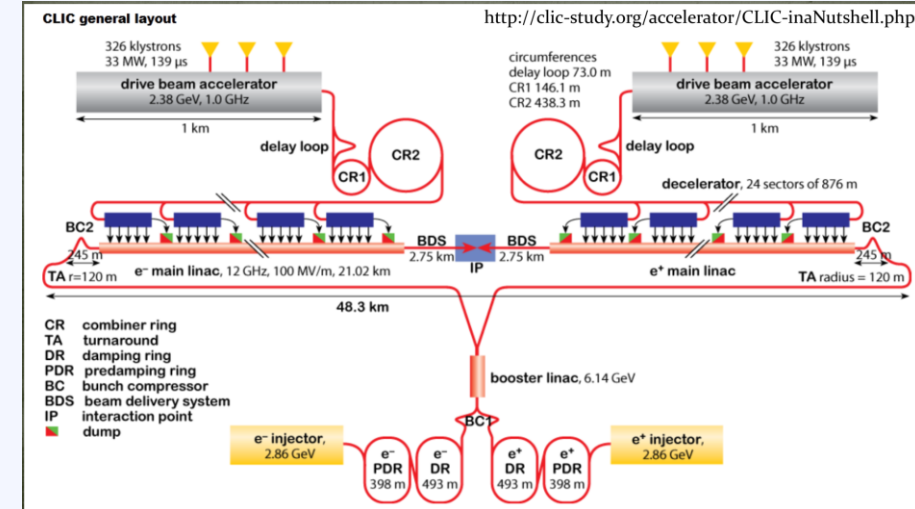 CLIC general layout
http://clic-study.org/accelerator/CLIC-inaNutshell.php
326 klystrons
33 MW, 139 µs
drive beam accelerator
2.38 GeV, 1.0 GHz
1 km
circumferences
delay loop 73.0 m
CR1 146.1 m
CR2 438.3 m
326 klystrons
33 MW, 139 µs
drive beam accelerator
2.38 GeV, 1.0 GHz
1 km
delay loop
CR2
CR1
CR2
CR1
delay loop
decelerator, 24 sectors of 876 m
BC2
245 m
TA r=120 m
e– main linac, 12 GHz, 100 MV/m, 21.02 km
BDS
2.75 km
IP
BDS
2.75 km
e+ main linac
BC2
245 m
TA radius = 120 m
48.3 km
CR combiner ring
TA turnaround
DR damping ring
PDR predamping ring
BC bunch compressor
BDS beam delivery system
IP interaction point
dump
booster linac, 6.14 GeV
BC1
e– injector,
2.86 GeV
e–
PDR
398 m
e–
DR
493 m
e+
DR
493 m
e+
PDR
398 m
e+ injector,
2.86 GeV